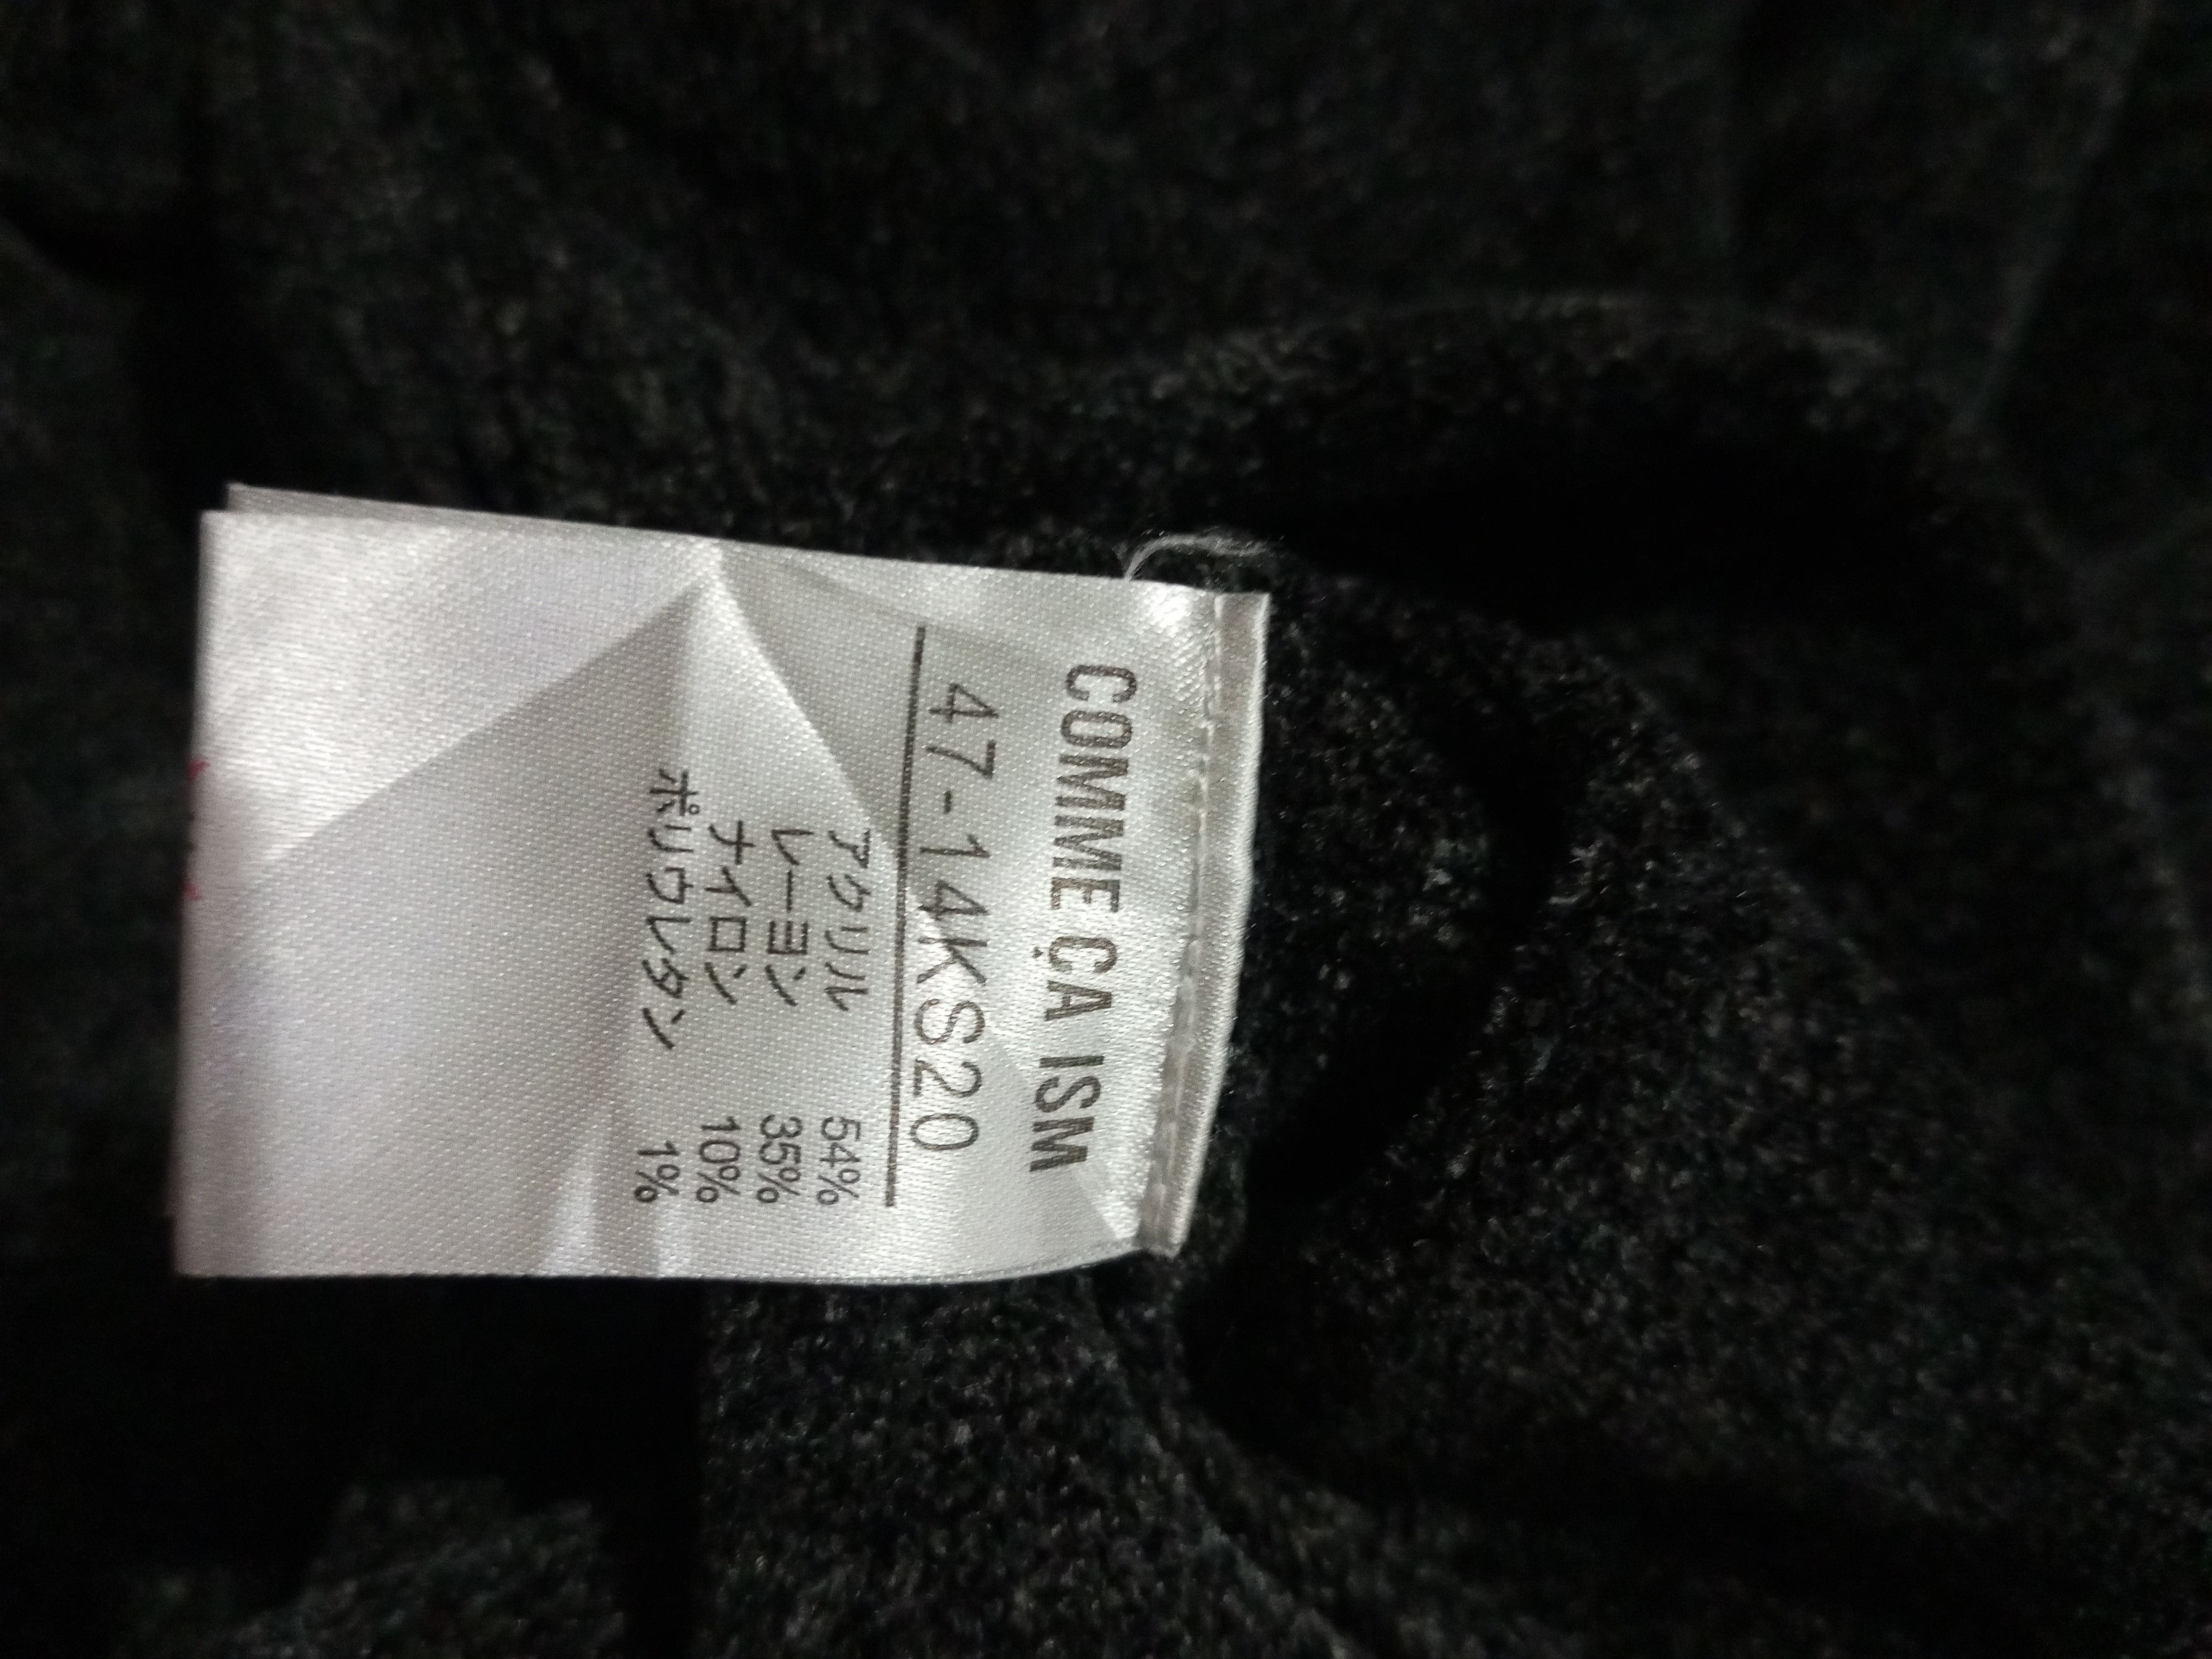 COMME ÇA ISM
47-14KS20
アクリル 54%
レーヨン 35%
ナイロン 10%
ポリウレタン 1%